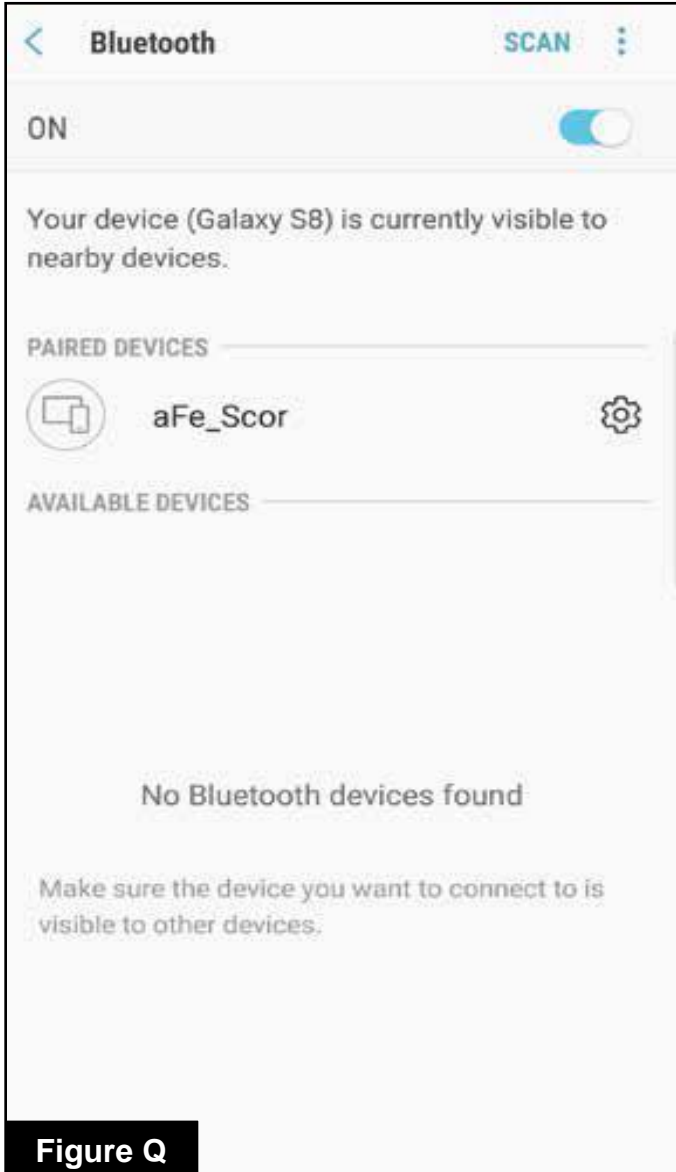 Bluetooth SCAN
ON
Your device (Galaxy S8) is currently visible to
nearby devices.
PAIRED DEVICES
aFe_Scor
AVAILABLE DEVICES
No Bluetooth devices found
Make sure the device you want to connect to is
visible to other devices.
Figure Q